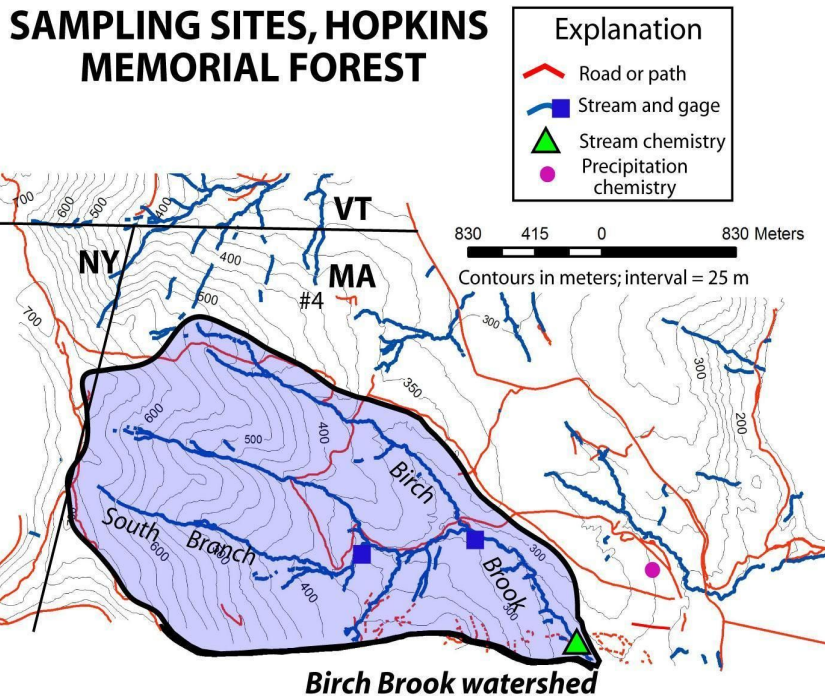 SAMPLING SITES, HOPKINS
MEMORIAL FOREST
Explanation
Road or path
Stream and gage
Stream chemistry
Precipitation
chemistry
830 415 0 830 Meters
Contours in meters; interval = 25 m
700
600
500
400
VT
NY
MA
400
#4
500
700
300
350
300
200
600
500
400
Birch
South
Branch
600
400
300
Brook
300
Birch Brook watershed